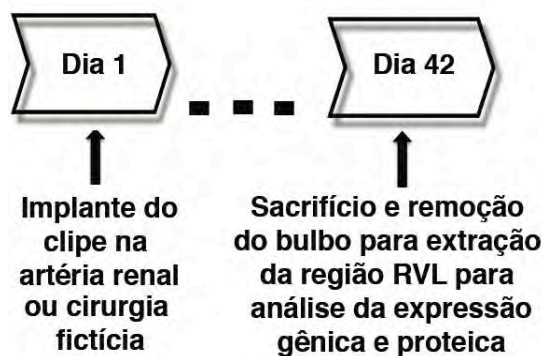 Dia 1
Dia 42
Implante do
clipe na
artéria renal
ou cirurgia
fictícia
Sacrifício e remoção
do bulbo para extração
da região RVL para
análise da expressão
gênica e proteica